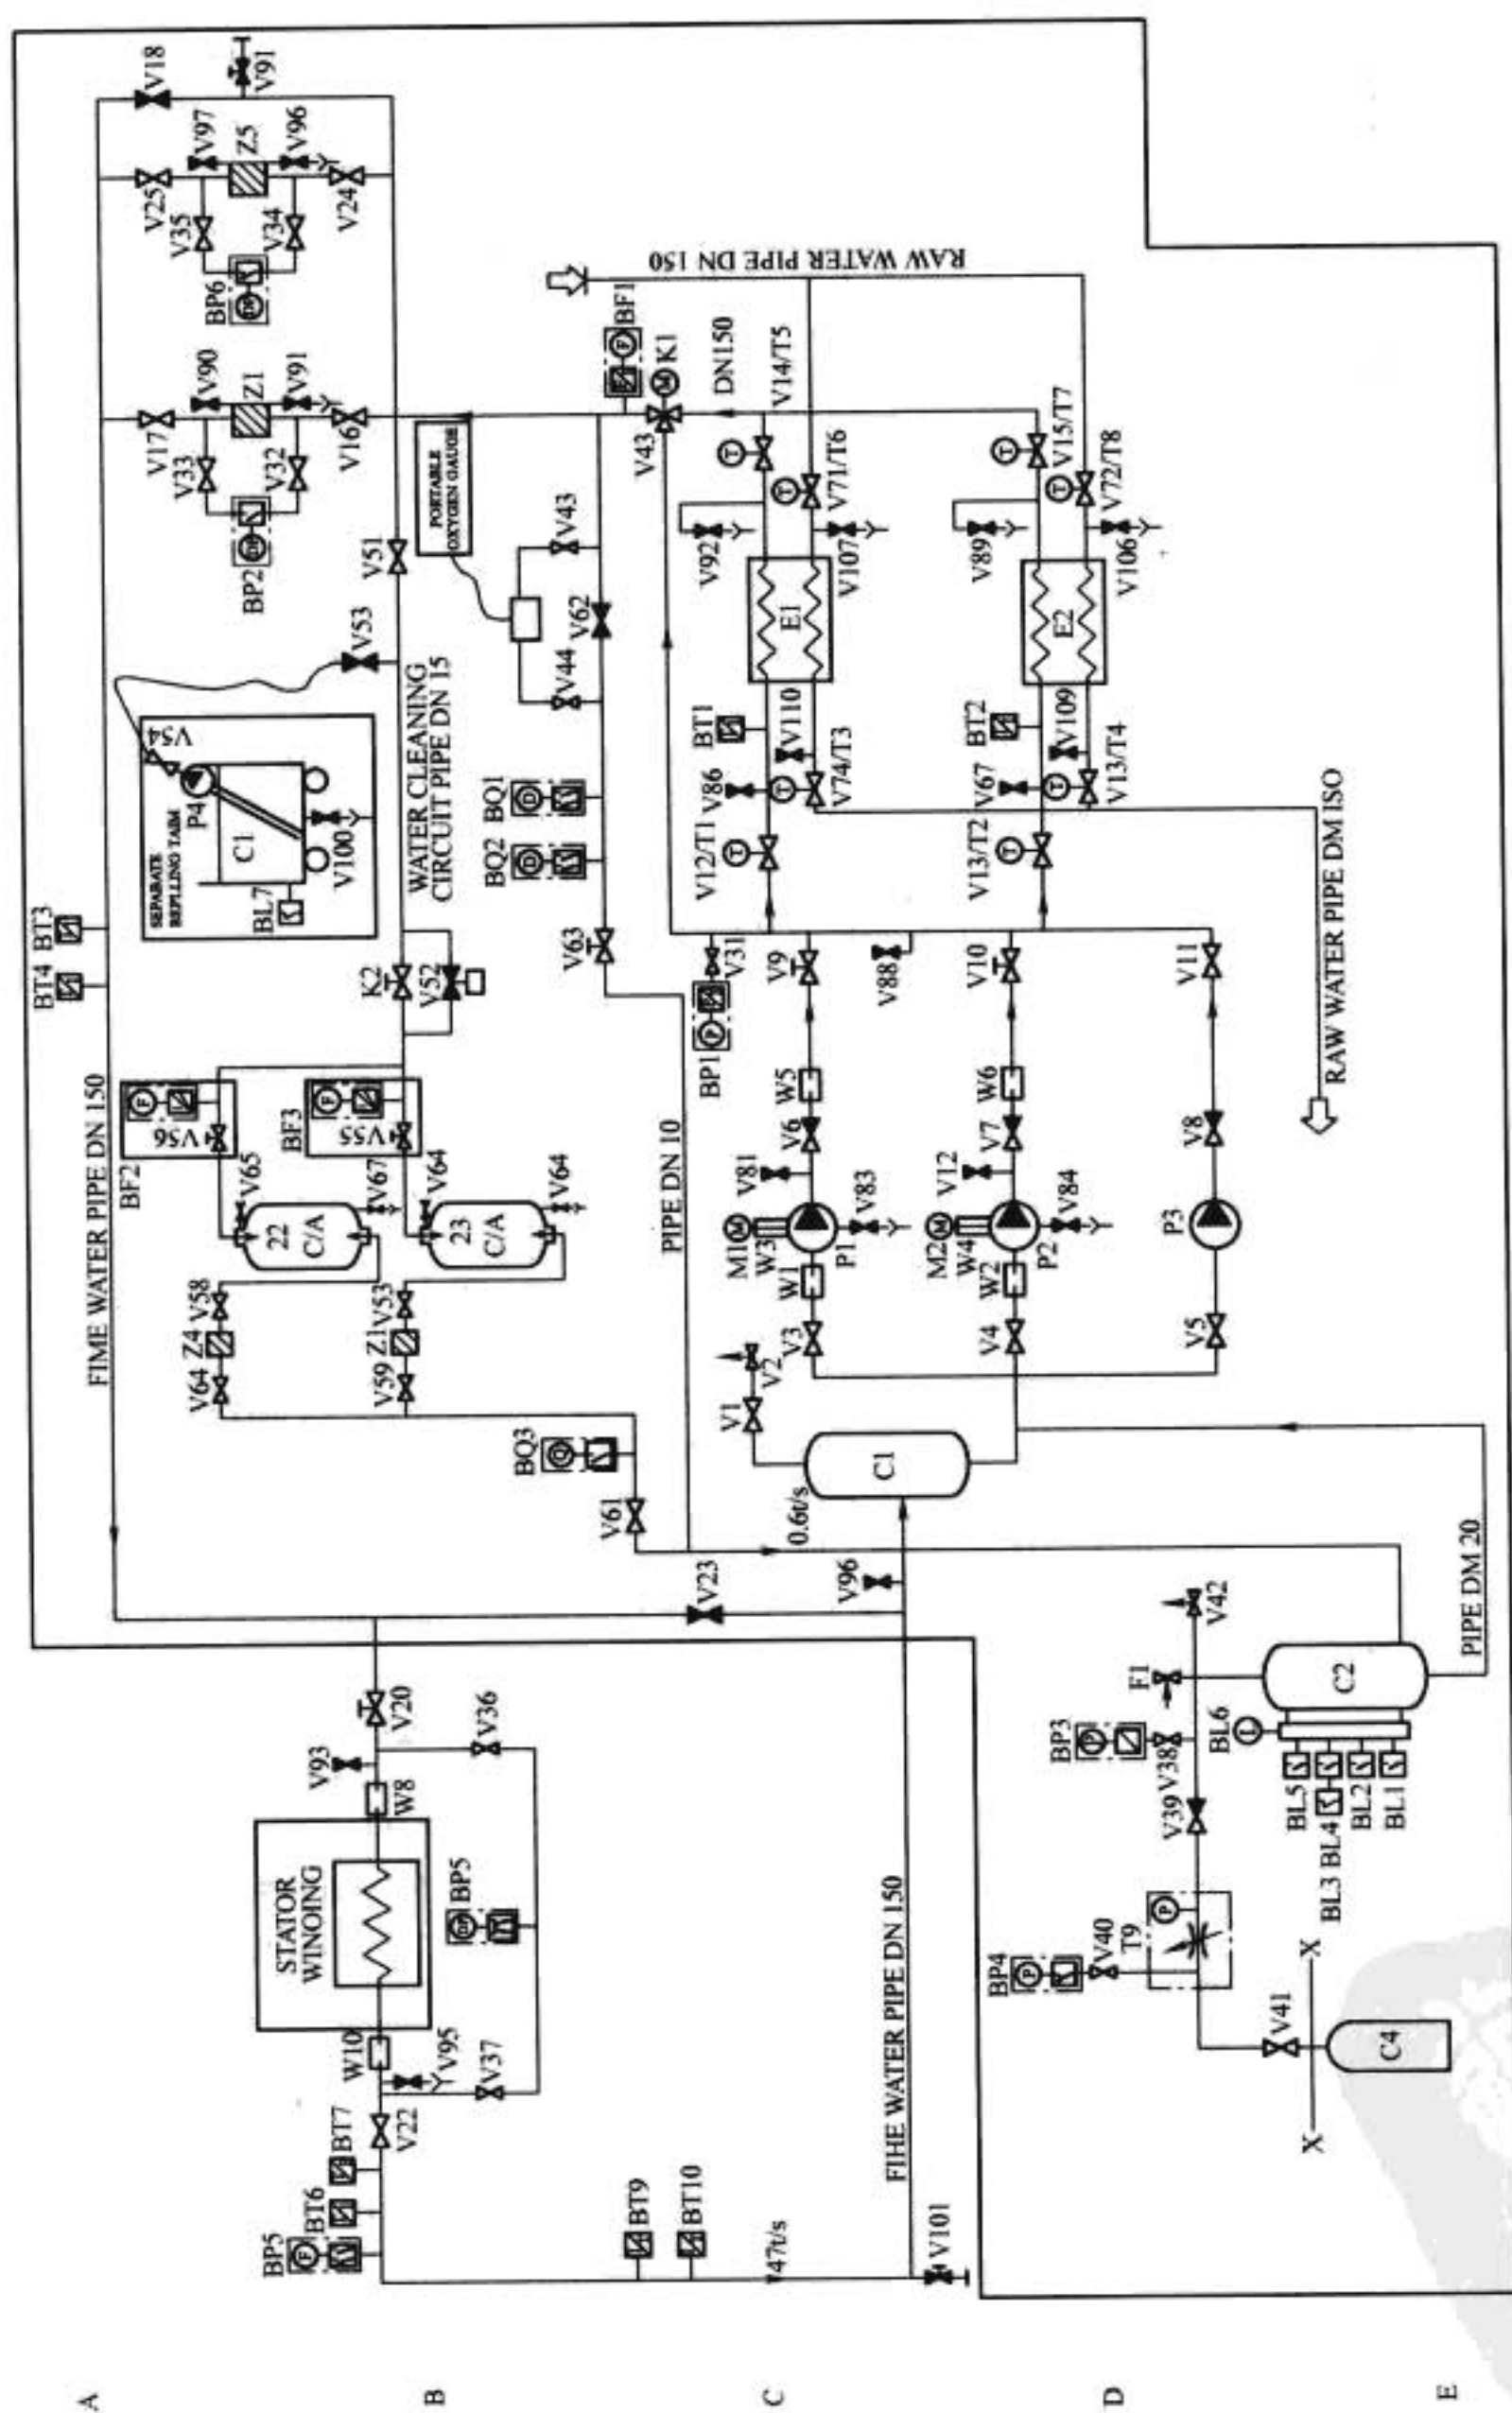 V18
V91
V97
Z5
V96
V25
V35
V34
V24
BP6
DP
V90
Z1
V91
V17
V33
V32
V16
BP2
DP
V51
V53
PORTABLE
OXYGEN GAUGE
V43
V62
V44
RAW WATER PIPE DN 150
BF1
F
M
K1
V43
DN150
V14/T5
T
T
V71/T6
V92
V107
E1
T
T
V15/T7
V72/T8
V89
V106
E2
BT3
BT4
SEPABATE
REPLLING TAIM
V54
P4
C1
BL7
V100
WATER CLEANING
CIRCUIT PIPE DN 15
K2
V52
BQ1
D
BQ2
D
V63
BT1
V110
V86
T
V74/T3
V12/T1
T
BT2
V109
V67
T
V13/T4
V13/T2
T
RAW WATER PIPE DM ISO
V31
BP1
P
V9
V88
V10
V11
FIME WATER PIPE DN 150
BF2
F
V56
BF3
F
V55
V65
22
C/A
V67
V64
23
C/A
V64
PIPE DN 10
W5
V6
V81
M1
M
W3
P1
V83
W1
V3
W6
V7
V12
M2
M
W4
P2
V84
W2
V4
V8
P3
V5
V58
Z4
V64
V53
Z1
V59
BQ3
Q
V61
V1
V2
C1
0.6t/s
V96
V23
PIPE DM 20
V42
F1
C2
BL6
L
BP3
P
V38
V39
BL5
BL4
BL3
BL2
BL1
V20
V36
V93
W8
STATOR
WINOING
BP5
DP
W10
V95
V37
V22
BT7
BT6
BP5
F
BT9
BT10
47t/s
FIHE WATER PIPE DN 150
V101
BP4
P
V40
T9
P
V41
X
X
C4
A
B
C
D
E